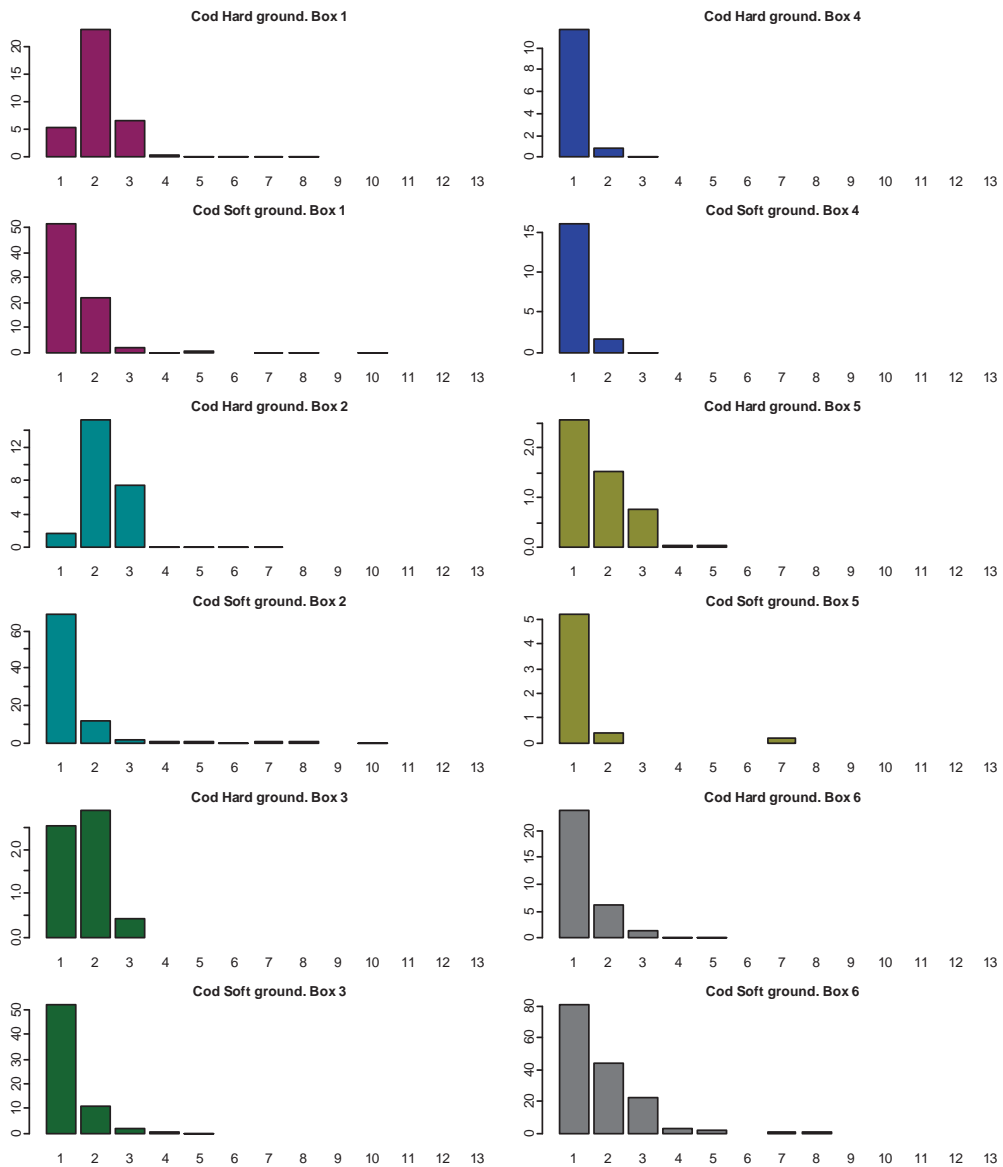 Cod Hard ground. Box 1
0 5 10 15 20
1 2 3 4 5 6 7 8 9 10 11 12 13
Cod Hard ground. Box 4
0 2 4 6 8 10
1 2 3 4 5 6 7 8 9 10 11 12 13
Cod Soft ground. Box 1
0 10 20 30 40 50
1 2 3 4 5 6 7 8 9 10 11 12 13
Cod Soft ground. Box 4
0 5 10 15
1 2 3 4 5 6 7 8 9 10 11 12 13
Cod Hard ground. Box 2
0 4 8 12
1 2 3 4 5 6 7 8 9 10 11 12 13
Cod Hard ground. Box 5
0.0 1.0 2.0
1 2 3 4 5 6 7 8 9 10 11 12 13
Cod Soft ground. Box 2
0 20 40 60
1 2 3 4 5 6 7 8 9 10 11 12 13
Cod Soft ground. Box 5
0 1 2 3 4 5
1 2 3 4 5 6 7 8 9 10 11 12 13
Cod Hard ground. Box 3
0.0 1.0 2.0
1 2 3 4 5 6 7 8 9 10 11 12 13
Cod Hard ground. Box 6
0 5 10 15 20
1 2 3 4 5 6 7 8 9 10 11 12 13
Cod Soft ground. Box 3
0 10 20 30 40 50
1 2 3 4 5 6 7 8 9 10 11 12 13
Cod Soft ground. Box 6
0 20 40 60 80
1 2 3 4 5 6 7 8 9 10 11 12 13